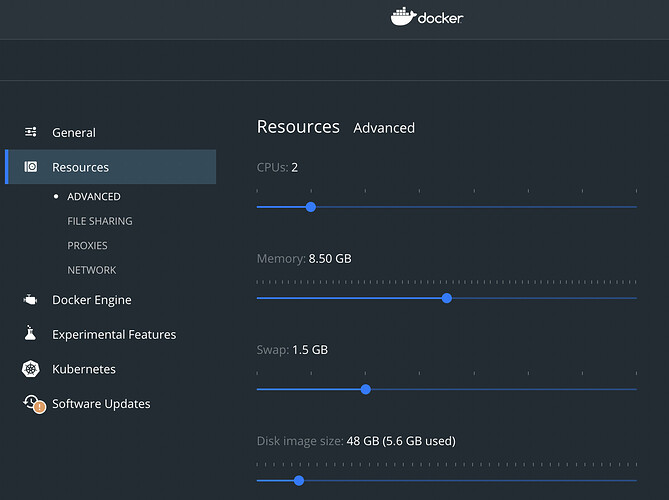 docker
General
Resources
ADVANCED
FILE SHARING
PROXIES
NETWORK
Docker Engine
Experimental Features
Kubernetes
Software Updates
Resources Advanced
CPUs: 2
Memory: 8.50 GB
Swap: 1.5 GB
Disk image size: 48 GB (5.6 GB used)